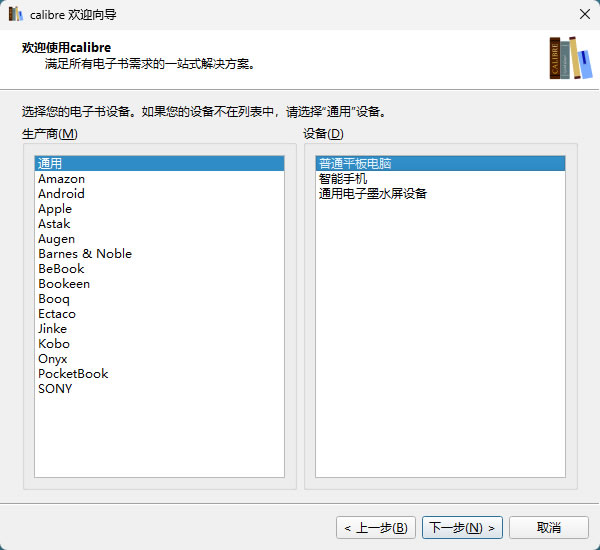 calibre 欢迎向导
欢迎使用calibre
满足所有电子书需求的一站式解决方案。
CALIBRE
选择您的电子书设备。如果您的设备不在列表中，请选择“通用”设备。
生产商(M)
通用
Amazon
Android
Apple
Astak
Augen
Barnes & Noble
BeBook
Bookeen
Booq
Ectaco
Jinke
Kobo
Onyx
PocketBook
SONY
设备(D)
普通平板电脑
智能手机
通用电子墨水屏设备
< 上一步(B)
下一步(N) >
取消